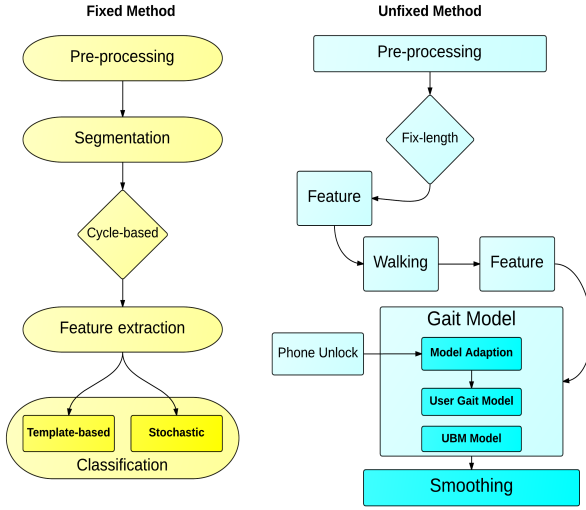 Fixed Method
Pre-processing
Segmentation
Cycle-based
Feature extraction
Template-based
Stochastic
Classification
Unfixed Method
Pre-processing
Fix-length
Feature
Walking
Feature
Gait Model
Phone Unlock
Model Adaption
User Gait Model
UBM Model
Smoothing